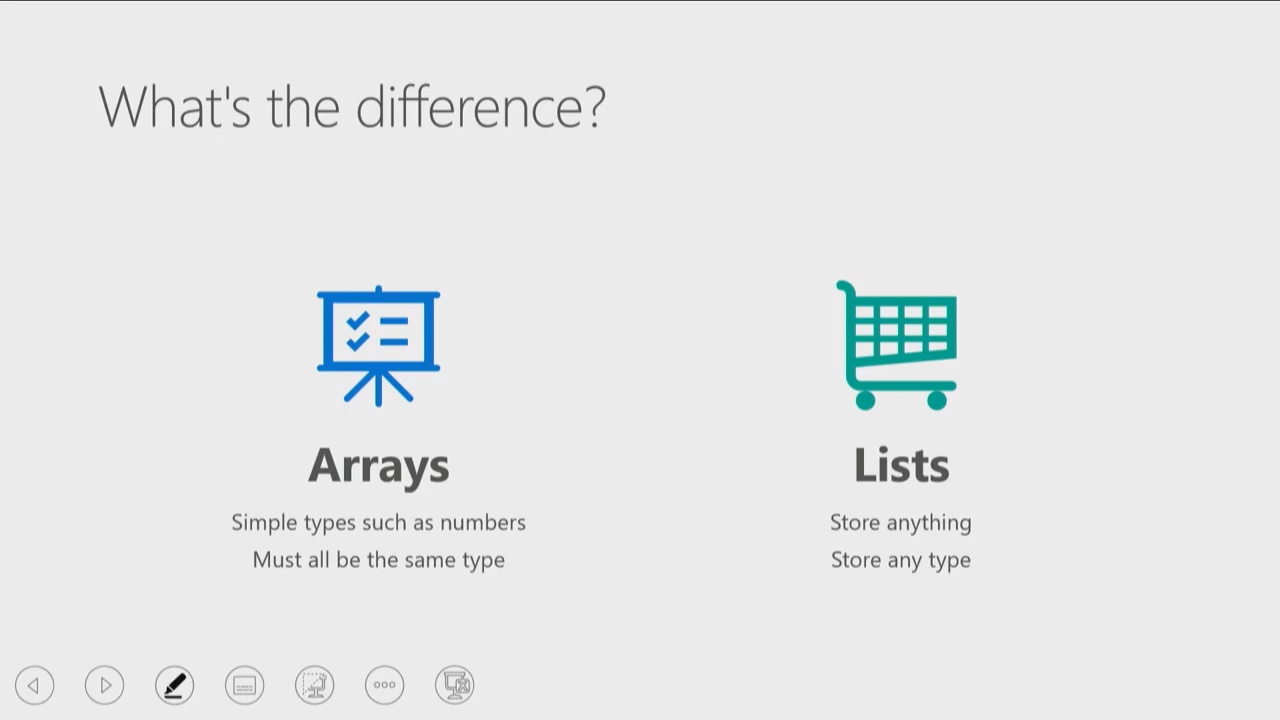 What's the difference?
Arrays
Simple types such as numbers
Must all be the same type
Lists
Store anything
Store any type